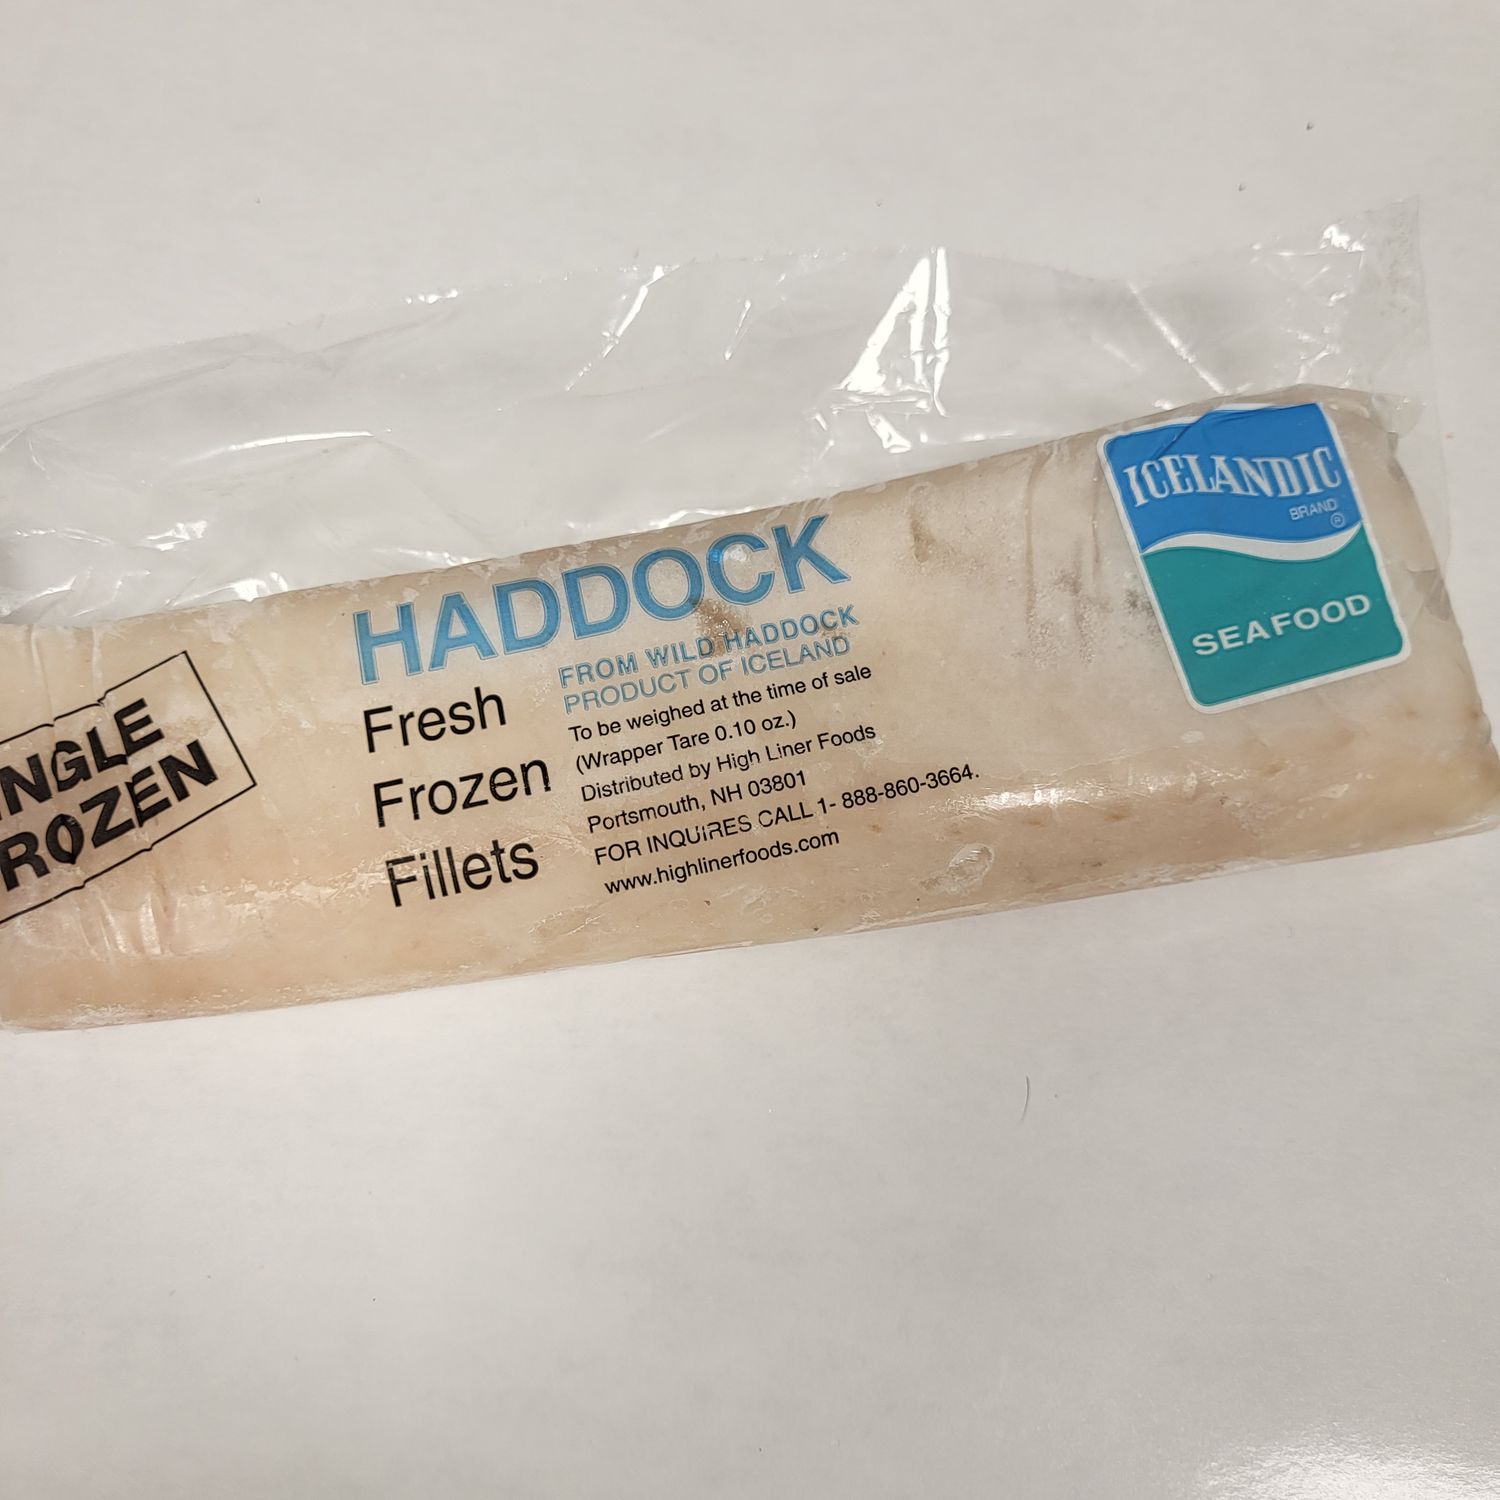 HADDOCK
FROM WILD HADDOCK
PRODUCT OF ICELAND
Fresh
Frozen
Fillets
To be weighed at the time of sale
(Wrapper Tare 0.10 oz.)
Distributed by High Liner Foods
Portsmouth, NH 03801
FOR INQUIRES CALL 1- 888-860-3664.
www.highlinerfoods.com
NGLE
ROZEN
ICELANDIC
BRAND
®
SEAFOOD